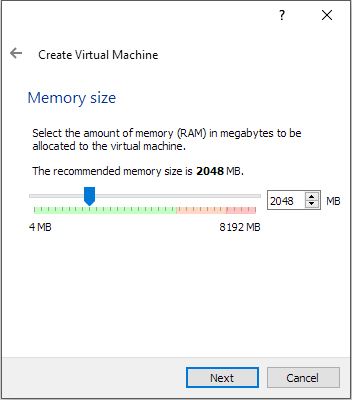 ?
Create Virtual Machine
Memory size
Select the amount of memory (RAM) in megabytes to be
allocated to the virtual machine.
The recommended memory size is 2048 MB.
2048 MB
4 MB 8192 MB
Next Cancel